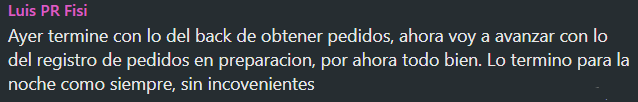 Luis PR Fisi
Ayer termine con lo del back de obtener pedidos, ahora voy a avanzar con lo
del registro de pedidos en preparacion, por ahora todo bien. Lo termino para la
noche como siempre, sin incovenientes